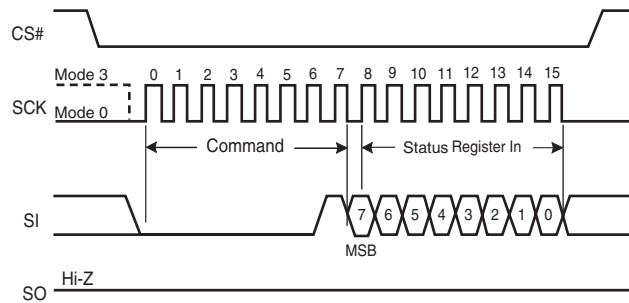 CS#
Mode 3 0 1 2 3 4 5 6 7 8 9 10 11 12 13 14 15
SCK
Mode 0
Command Status Register In
SI 7 6 5 4 3 2 1 0
MSB
Hi-Z
SO